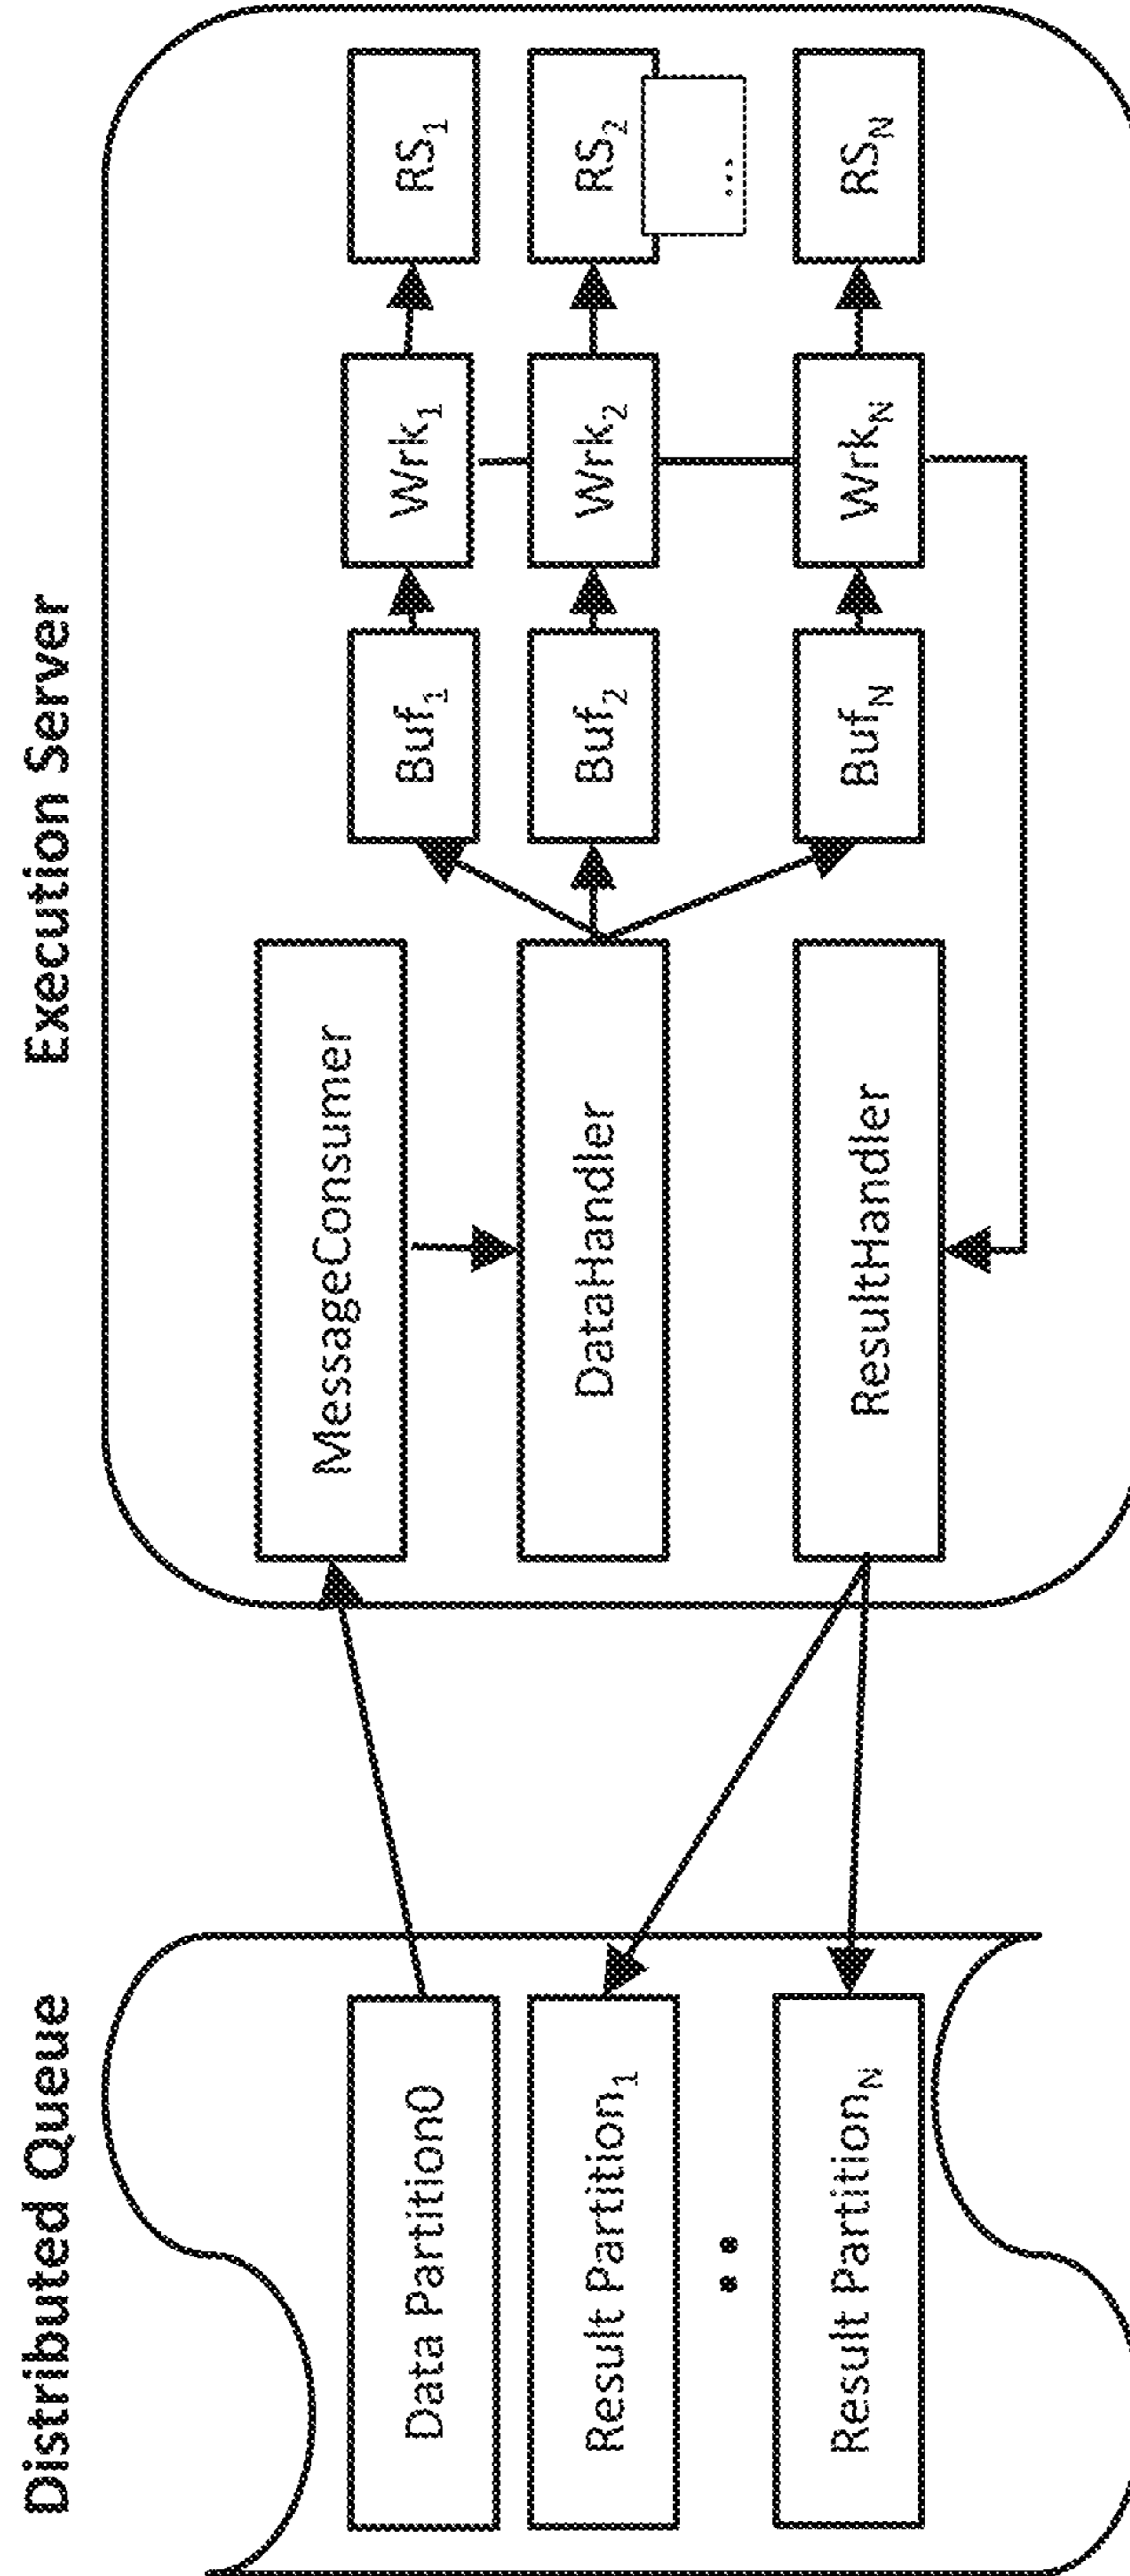 Distributed Queue
Data Partition0
Result Partition1
Result PartitionN
Execution Server
MessageConsumer
DataHandler
ResultHandler
Buf1
Wrk1
RS1
Buf2
Wrk2
RS2
...
BufN
WrkN
RSN